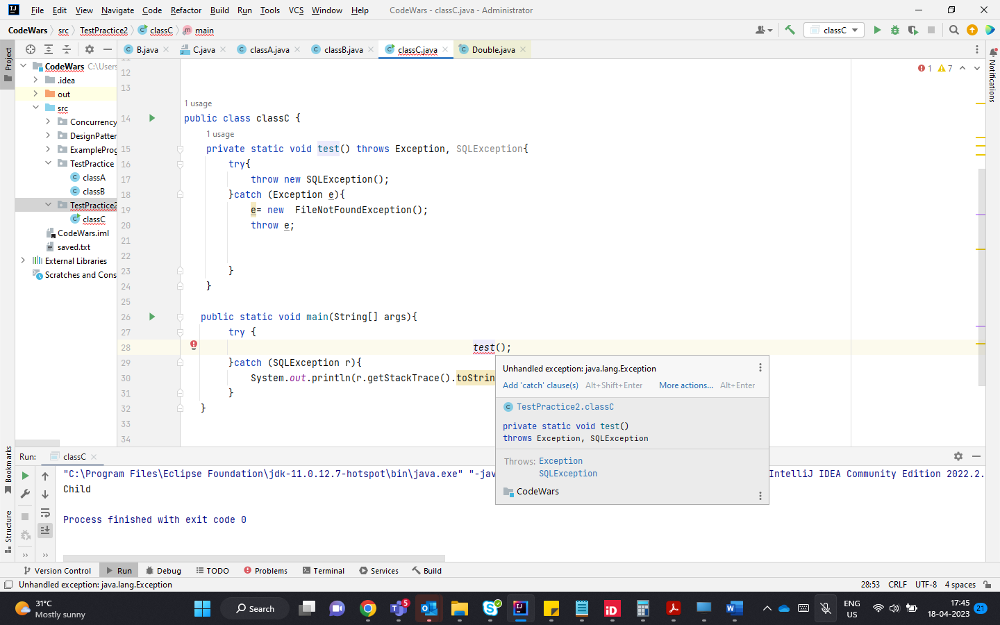 File Edit View Navigate Code Refactor Build Run Tools VCS Window Help CodeWars - classC.java - Administrator
CodeWars src TestPractice2 classC main classC
B.java C.java classA.java classB.java classC.java Double.java
Project
Notifications
CodeWars C:\Users
.idea
out
src
Concurrency
DesignPatter
ExampleProg
TestPractice
classA
classB
TestPractice2
classC
CodeWars.iml
saved.txt
External Libraries
Scratches and Cons
1 7
11
12
13
1 usage
14 public class classC {
1 usage
15 private static void test() throws Exception, SQLException{
16 try{
17 throw new SQLException();
18 }catch (Exception e){
19 e= new  FileNotFoundException();
20 throw e;
21
22
23 }
24 }
25
26 public static void main(String[] args){
27 try {
28 test();
29 }catch (SQLException r){
30 System.out.println(r.getStackTrace().toStrin
31 }
32 }
33
34
Unhandled exception: java.lang.Exception
Add 'catch' clause(s) Alt+Shift+Enter More actions... Alt+Enter
TestPractice2.classC
private static void test()
throws Exception, SQLException
Throws: Exception
SQLException
CodeWars
Bookmarks
Structure
Run: classC
"C:\Program Files\Eclipse Foundation\jdk-11.0.12.7-hotspot\bin\java.exe" "-jav IntelliJ IDEA Community Edition 2022.2.
Child
Process finished with exit code 0
Version Control Run Debug TODO Problems Terminal Services Build
Unhandled exception: java.lang.Exception 28:53 CRLF UTF-8 4 spaces
31°C
Mostly sunny
Search
5
ENG
US
17:45
18-04-2023
21